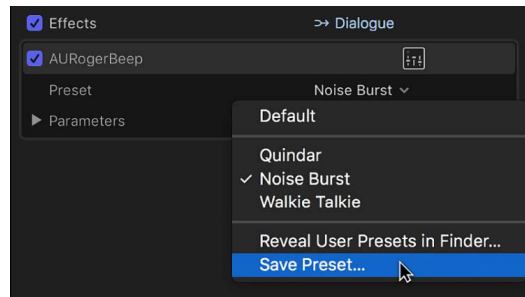 Effects
Dialogue
AURogerBeep
Preset
Noise Burst
Parameters
Default
Quindar
Noise Burst
Walkie Talkie
Reveal User Presets in Finder...
Save Preset...